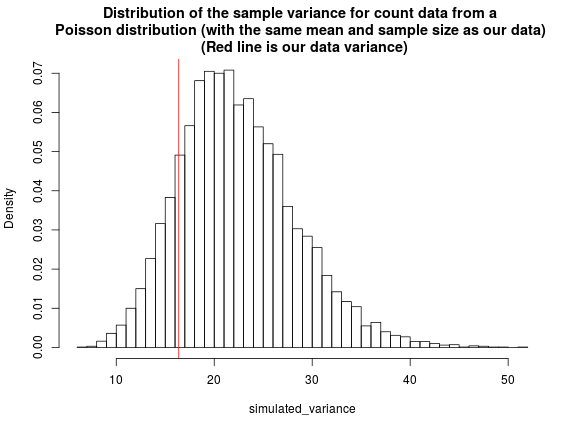 Distribution of the sample variance for count data from a
Poisson distribution (with the same mean and sample size as our data)
(Red line is our data variance)
Density
0.07
0.06
0.05
0.04
0.03
0.02
0.01
0.00
10 20 30 40 50
simulated_variance